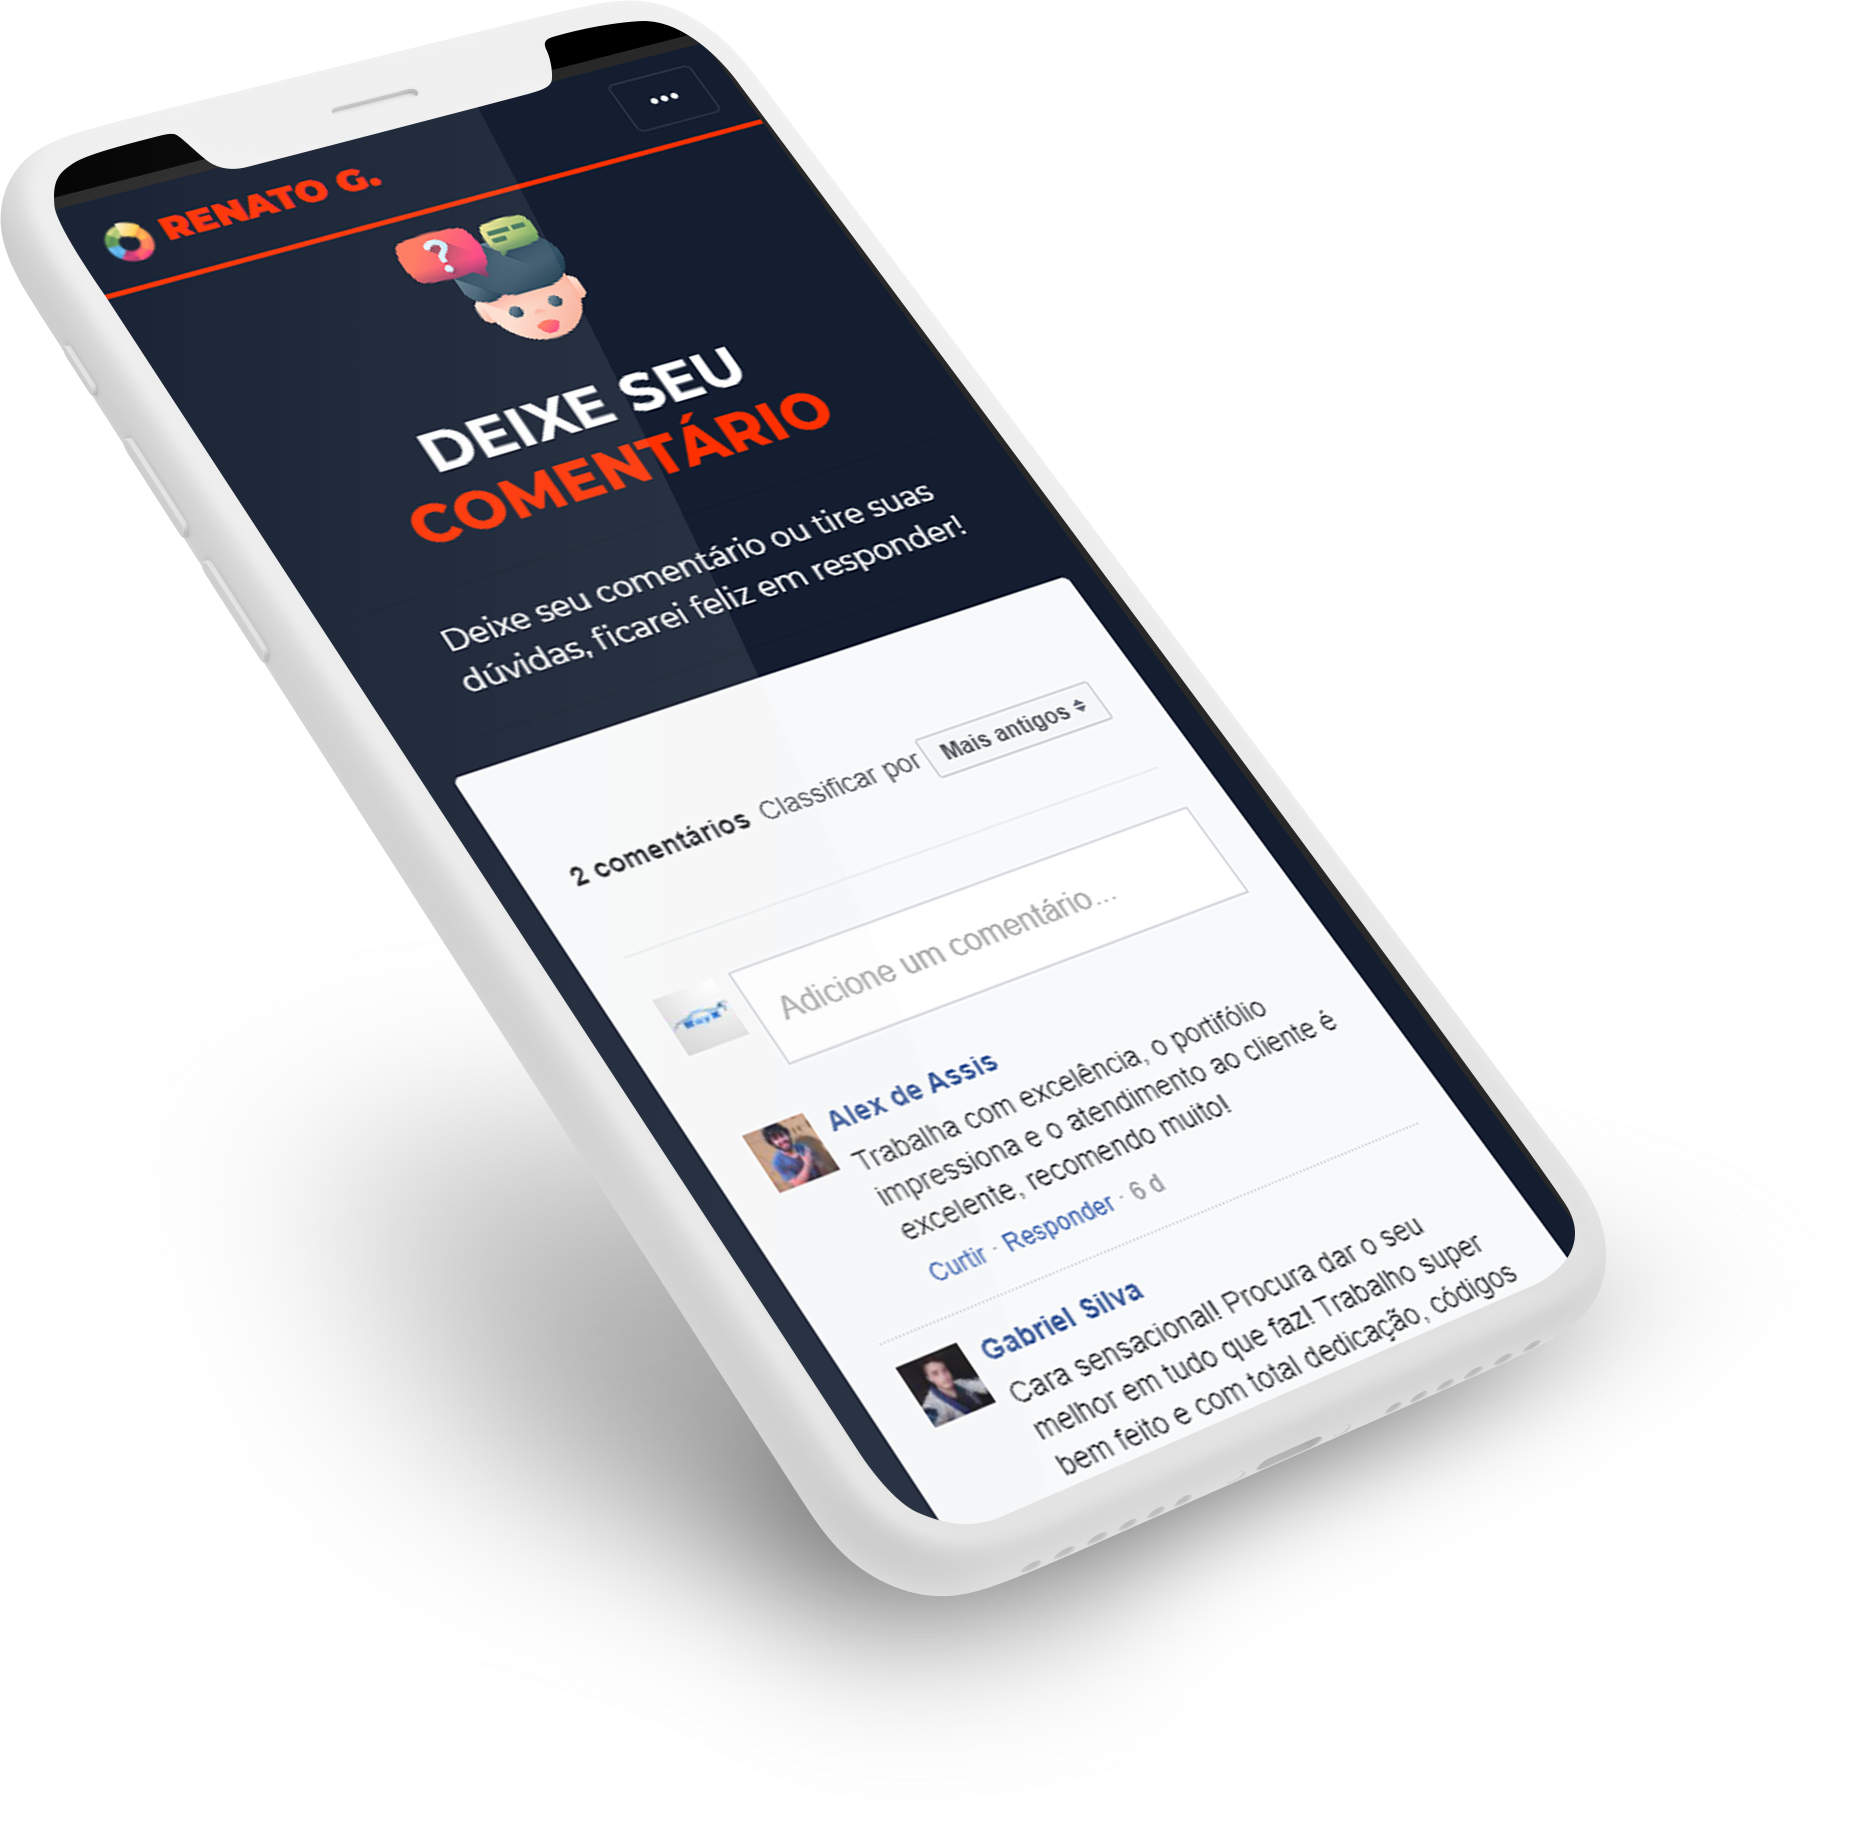 RENATO G.
DEIXE SEU
COMENTÁRIO
Deixe seu comentário ou tire suas
dúvidas, ficarei feliz em responder!
2 comentários Classificar por Mais antigos
Adicione um comentário...
Alex de Assis
Trabalha com excelência, o portifólio
impressiona e o atendimento ao cliente é
excelente, recomendo muito!
Curtir · Responder · 6 d
Gabriel Silva
Cara sensacional! Procura dar o seu
melhor em tudo que faz! Trabalho super
bem feito e com total dedicação, códigos